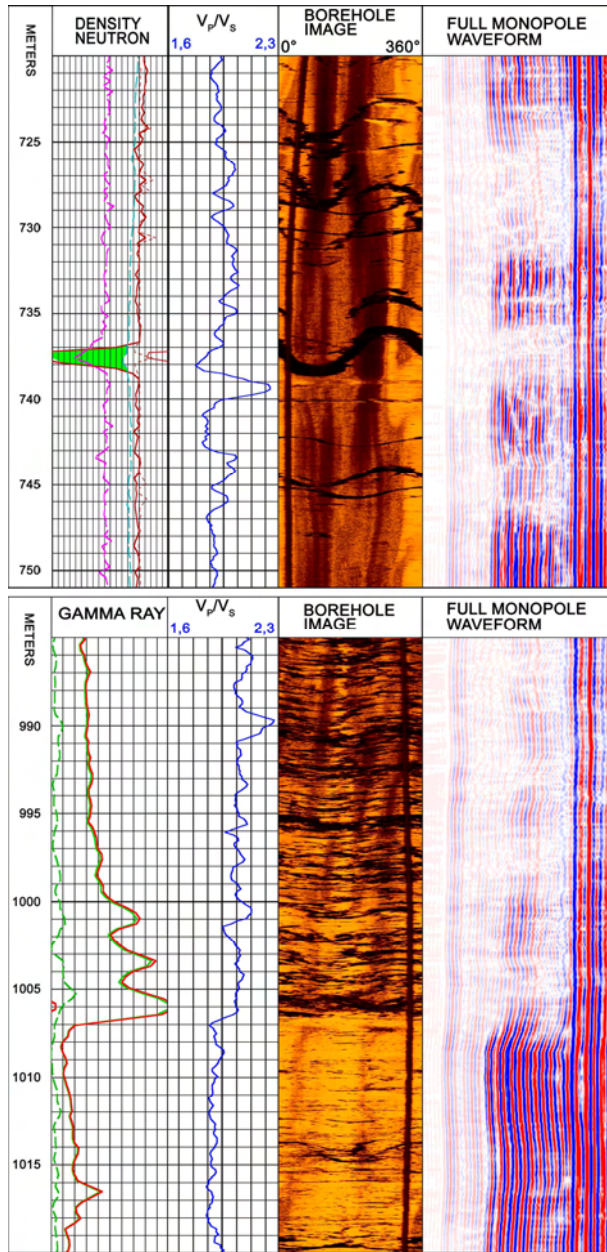 METERS
DENSITY
NEUTRON
Vₚ/Vₛ
1,6 2,3
BOREHOLE
IMAGE
0° 360°
FULL MONOPOLE
WAVEFORM
725
730
735
740
745
750
METERS
GAMMA RAY
Vₚ/Vₛ
1,6 2,3
BOREHOLE
IMAGE
FULL MONOPOLE
WAVEFORM
990
995
1000
1005
1010
1015